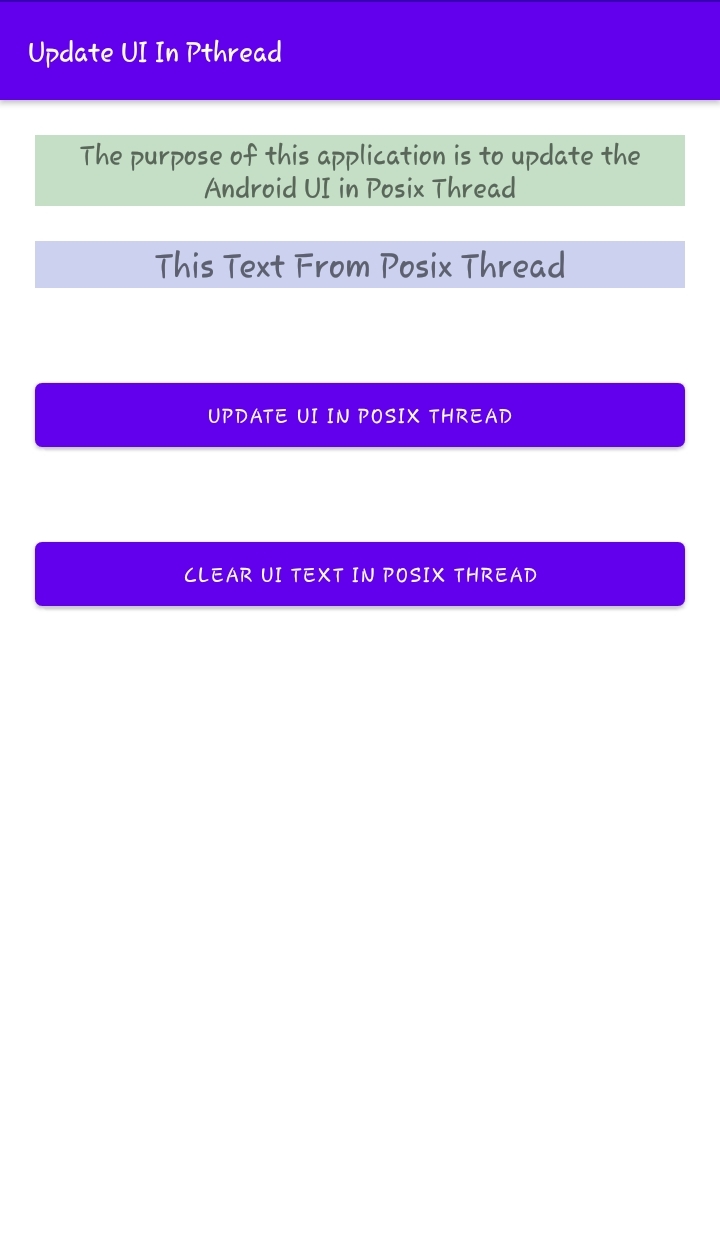 Update UI In Pthread
The purpose of this application is to update the
Android UI in Posix Thread
This Text From Posix Thread
UPDATE UI IN POSIX THREAD
CLEAR UI TEXT IN POSIX THREAD